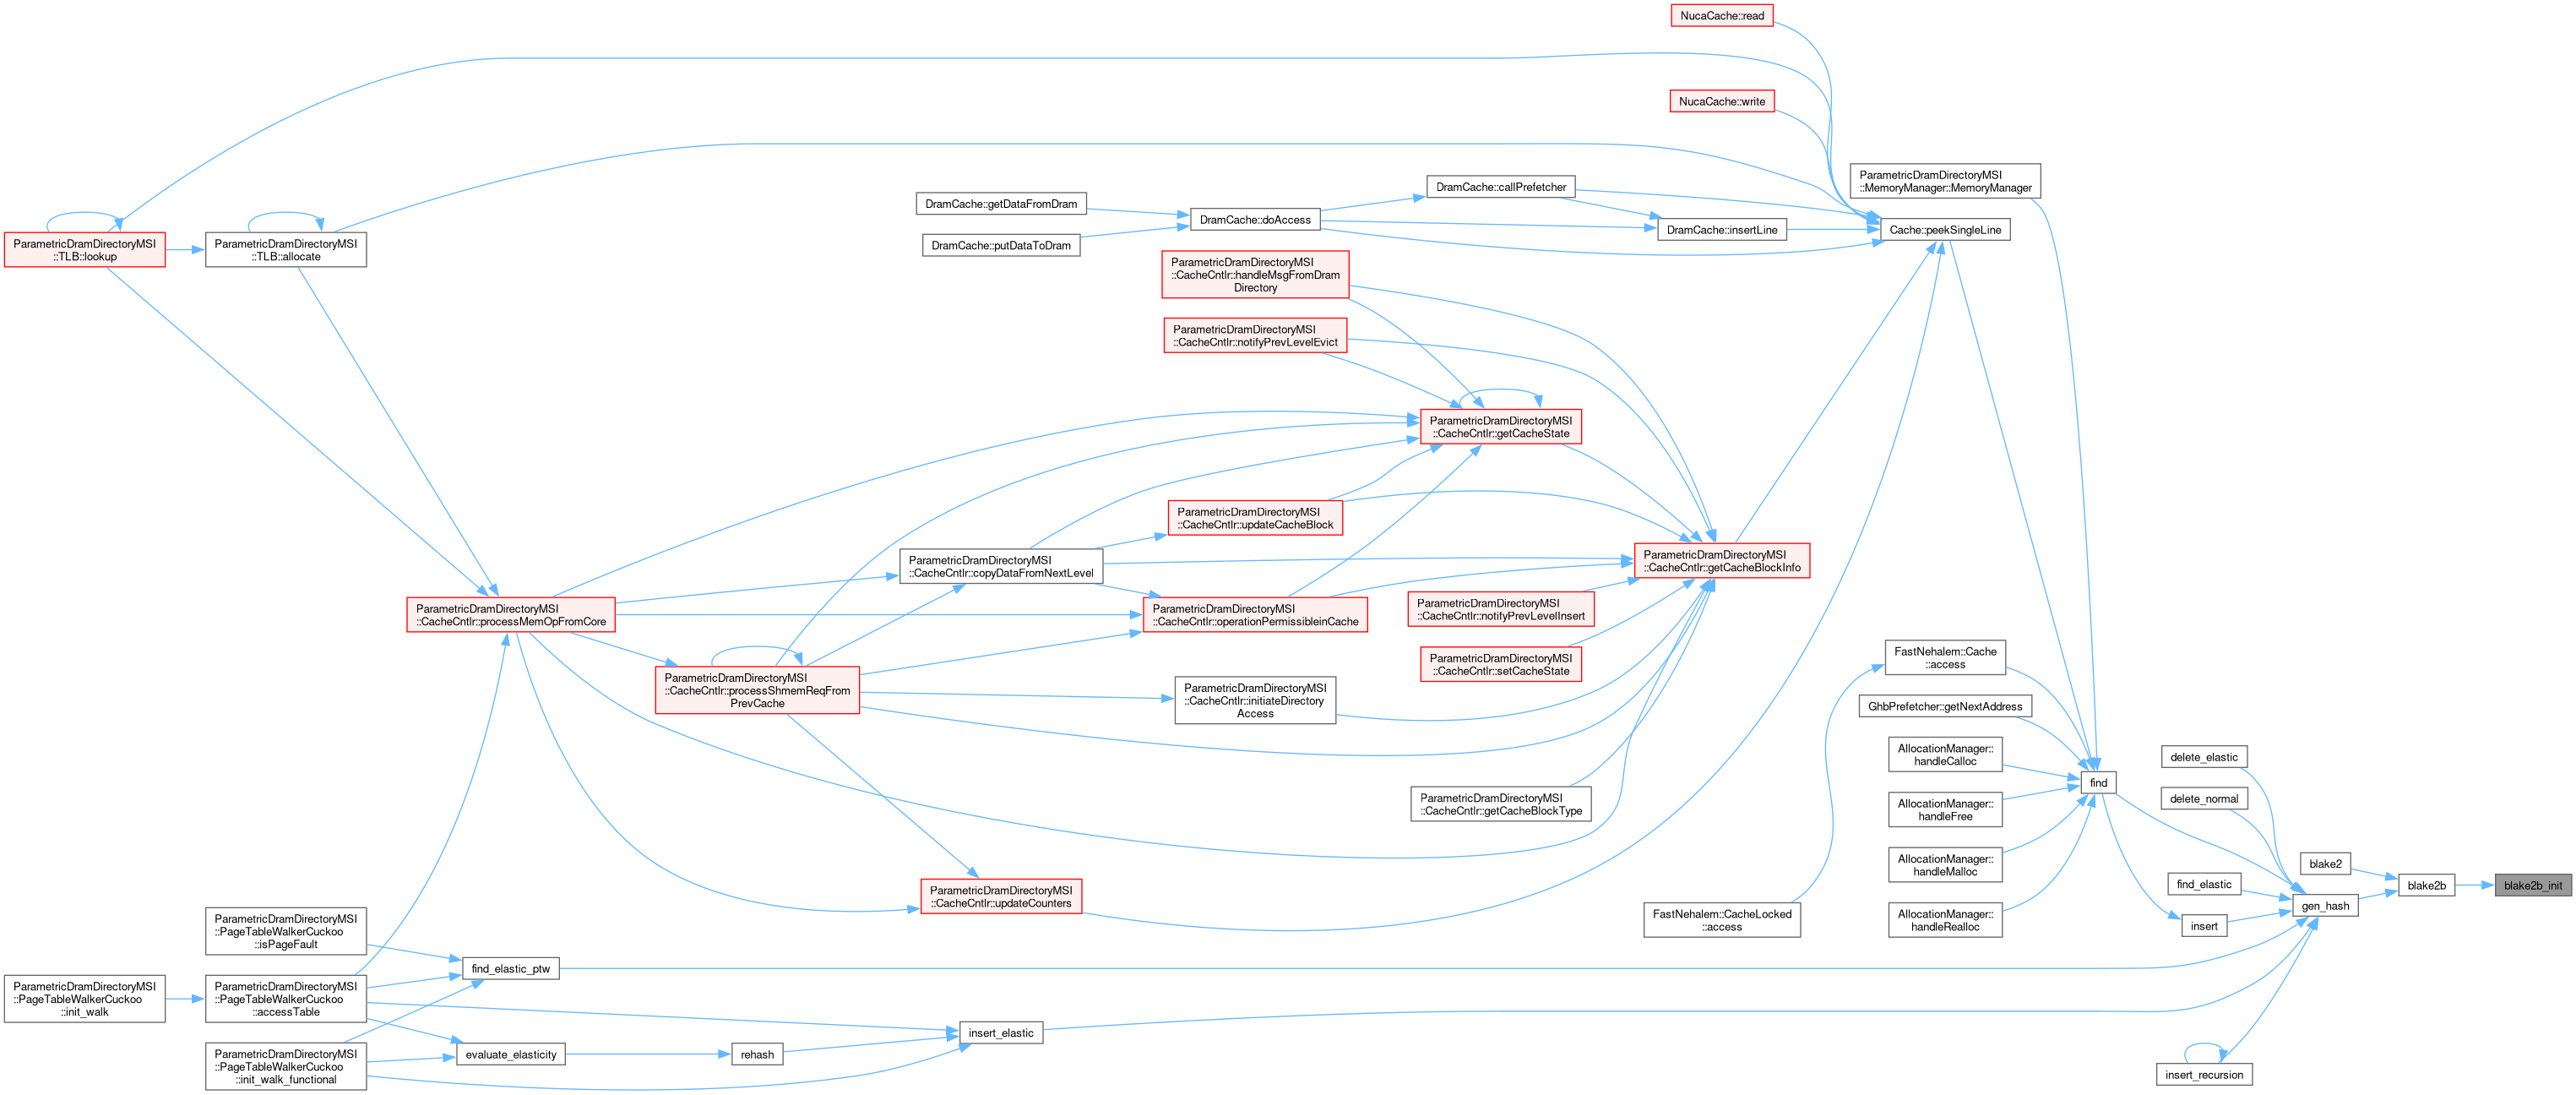 NucaCache::read
NucaCache::write
ParametricDramDirectoryMSI
::MemoryManager::MemoryManager
DramCache::callPrefetcher
DramCache::getDataFromDram
DramCache::doAccess
DramCache::insertLine
Cache::peekSingleLine
DramCache::putDataToDram
ParametricDramDirectoryMSI
::TLB::lookup
ParametricDramDirectoryMSI
::TLB::allocate
ParametricDramDirectoryMSI
::CacheCntlr::handleMsgFromDram
Directory
ParametricDramDirectoryMSI
::CacheCntlr::notifyPrevLevelEvict
ParametricDramDirectoryMSI
::CacheCntlr::getCacheState
ParametricDramDirectoryMSI
::CacheCntlr::updateCacheBlock
ParametricDramDirectoryMSI
::CacheCntlr::copyDataFromNextLevel
ParametricDramDirectoryMSI
::CacheCntlr::getCacheBlockInfo
ParametricDramDirectoryMSI
::CacheCntlr::processMemOpFromCore
ParametricDramDirectoryMSI
::CacheCntlr::operationPermissibleinCache
ParametricDramDirectoryMSI
::CacheCntlr::notifyPrevLevelInsert
ParametricDramDirectoryMSI
::CacheCntlr::setCacheState
ParametricDramDirectoryMSI
::CacheCntlr::processShmemReqFrom
PrevCache
ParametricDramDirectoryMSI
::CacheCntlr::initiateDirectory
Access
FastNehalem::Cache
::access
GhbPrefetcher::getNextAddress
AllocationManager::
handleCalloc
find
delete_elastic
ParametricDramDirectoryMSI
::CacheCntlr::getCacheBlockType
AllocationManager::
handleFree
delete_normal
AllocationManager::
handleMalloc
blake2
find_elastic
blake2b
blake2b_init
ParametricDramDirectoryMSI
::CacheCntlr::updateCounters
gen_hash
FastNehalem::CacheLocked
::access
AllocationManager::
handleRealloc
insert
ParametricDramDirectoryMSI
::PageTableWalkerCuckoo
::isPageFault
find_elastic_ptw
ParametricDramDirectoryMSI
::PageTableWalkerCuckoo
::init_walk
ParametricDramDirectoryMSI
::PageTableWalkerCuckoo
::accessTable
insert_elastic
evaluate_elasticity
rehash
ParametricDramDirectoryMSI
::PageTableWalkerCuckoo
::init_walk_functional
insert_recursion